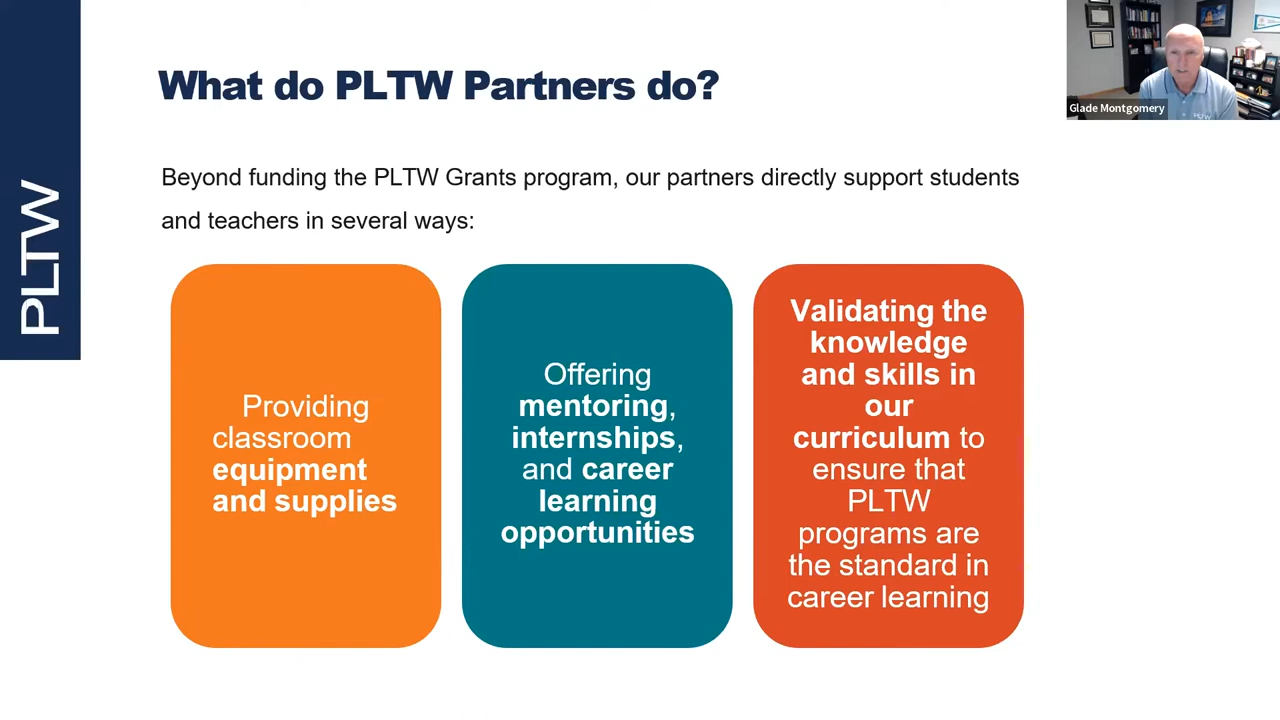 What do PLTW Partners do?
Glade Montgomery
PLTW
Beyond funding the PLTW Grants program, our partners directly support students
and teachers in several ways:
Providing
classroom
equipment
and supplies
Offering
mentoring,
internships,
and career
learning
opportunities
Validating the
knowledge
and skills in
our
curriculum to
ensure that
PLTW
programs are
the standard in
career learning
PLTW